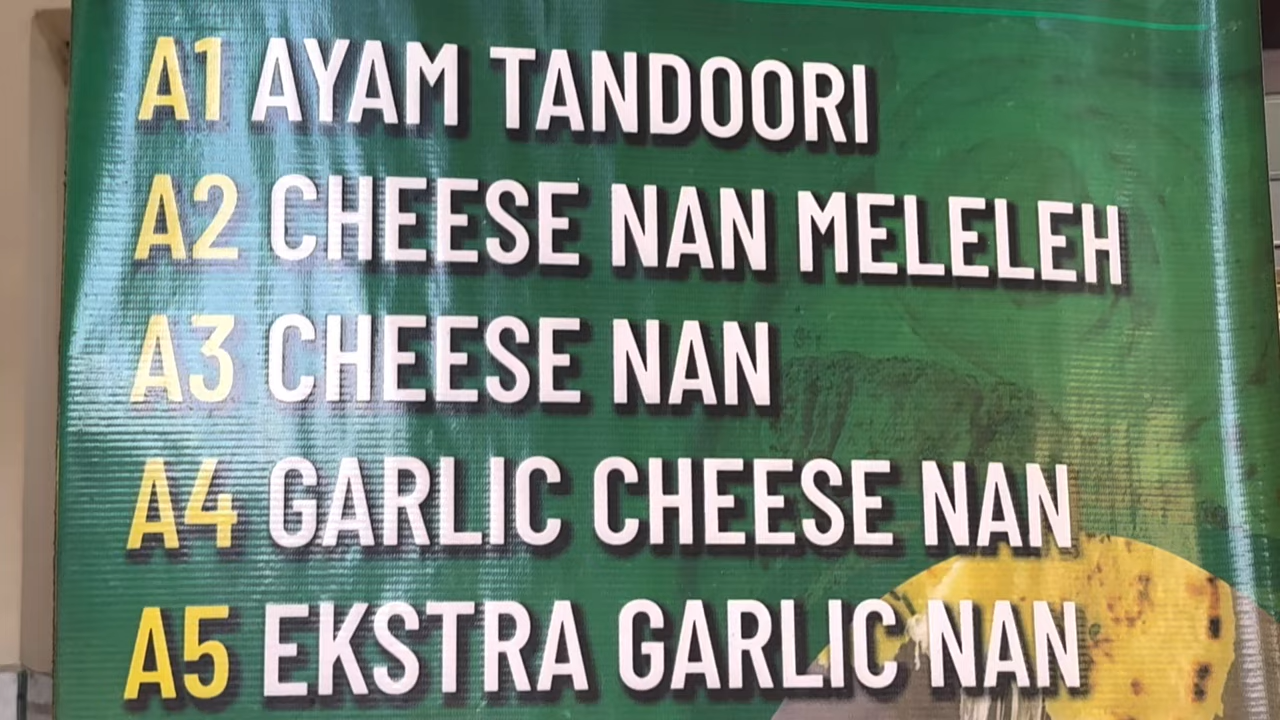 A1 AYAM TANDOORI
A2 CHEESE NAN MELELEH
A3 CHEESE NAN
A4 GARLIC CHEESE NAN
A5 EKSTRA GARLIC NAN